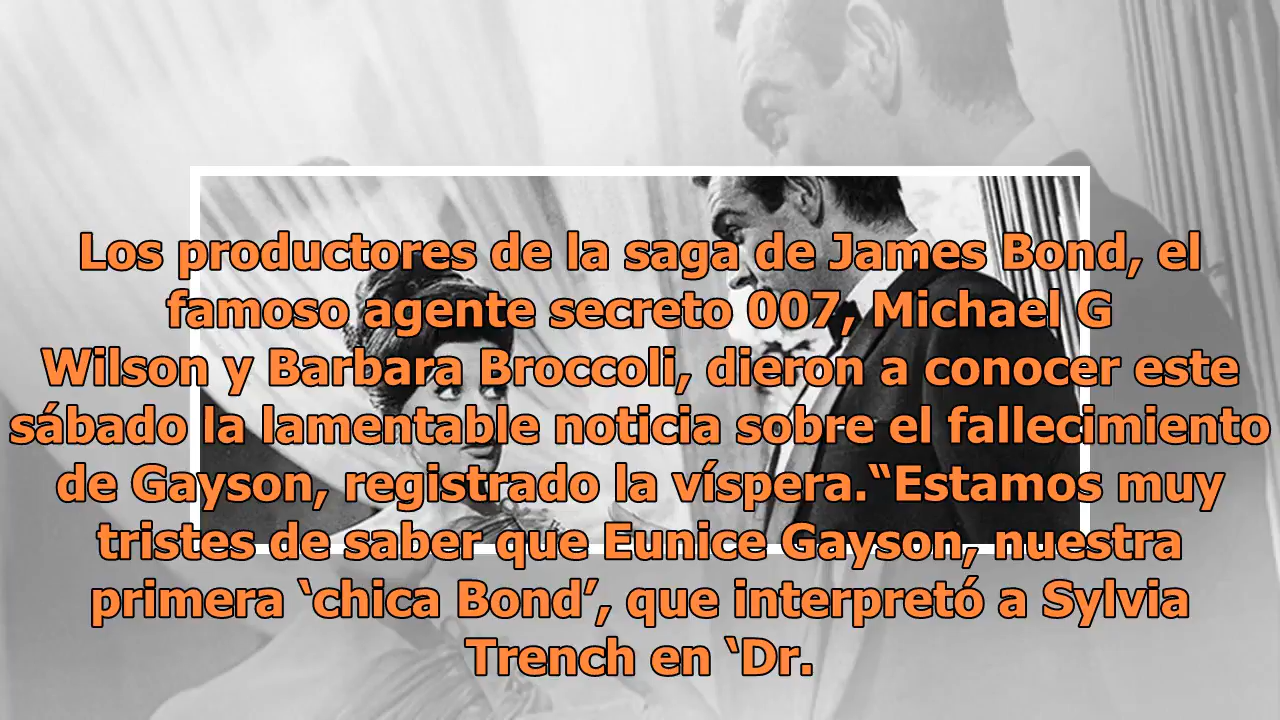 Los productores de la saga de James Bond, el
famoso agente secreto 007, Michael G
Wilson y Barbara Broccoli, dieron a conocer este
sábado la lamentable noticia sobre el fallecimiento
de Gayson, registrado la víspera.“Estamos muy
tristes de saber que Eunice Gayson, nuestra
primera ‘chica Bond’, que interpretó a Sylvia
Trench en ‘Dr.